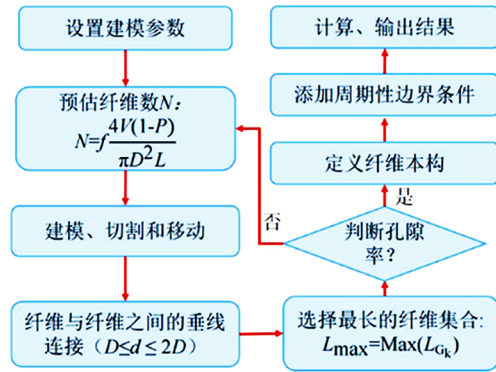 设置建模参数
预估纤维数N:
N=f 4V(1-P)/πD²L
建模、切割和移动
纤维与纤维之间的垂线
连接（D≤d≤2D）
选择最长的纤维集合:
Lmax=Max(LGk)
判断孔隙
率？
否
是
定义纤维本构
添加周期性边界条件
计算、输出结果